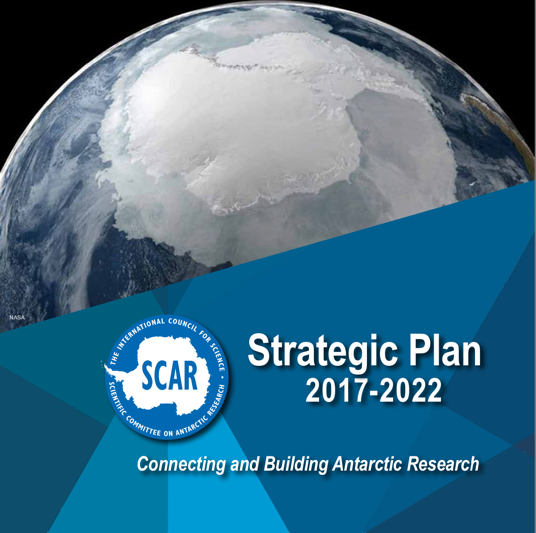 NASA
THE INTERNATIONAL COUNCIL FOR SCIENCE •
SCAR
SCIENTIFIC COMMITTEE ON ANTARCTIC RESEARCH
Strategic Plan
2017-2022
Connecting and Building Antarctic Research